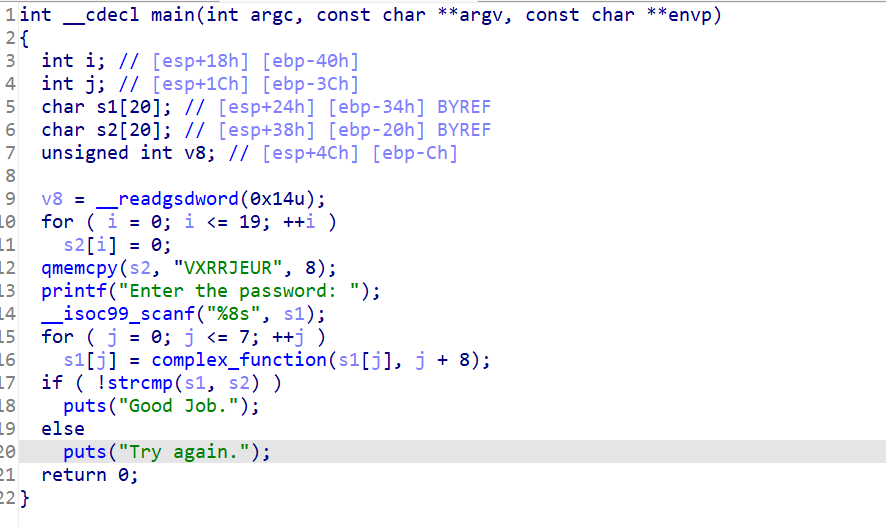 1 int __cdecl main(int argc, const char **argv, const char **envp)
2 {
3   int i; // [esp+18h] [ebp-40h]
4   int j; // [esp+1Ch] [ebp-3Ch]
5   char s1[20]; // [esp+24h] [ebp-34h] BYREF
6   char s2[20]; // [esp+38h] [ebp-20h] BYREF
7   unsigned int v8; // [esp+4Ch] [ebp-Ch]
8
9   v8 = __readgsdword(0x14u);
10   for ( i = 0; i <= 19; ++i )
11     s2[i] = 0;
12   qmemcpy(s2, "VXRRJEUR", 8);
13   printf("Enter the password: ");
14   __isoc99_scanf("%8s", s1);
15   for ( j = 0; j <= 7; ++j )
16     s1[j] = complex_function(s1[j], j + 8);
17   if ( !strcmp(s1, s2) )
18     puts("Good Job.");
19   else
20     puts("Try again.");
21   return 0;
22 }